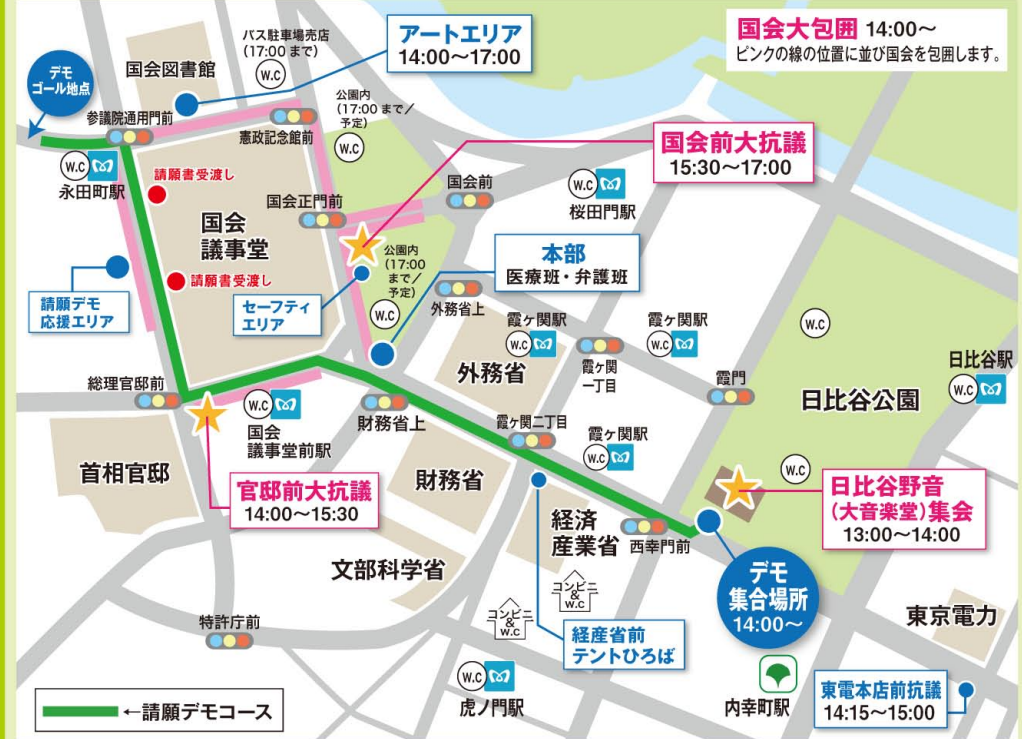 国会大包囲 14:00〜
ピンクの線の位置に並び国会を包囲します。
アートエリア
14:00〜17:00
バス駐車場売店
(17:00まで)
W.C
デモ
ゴール地点
国会図書館
参議院通用門前
憲政記念館前
公園内
(17:00まで/
予定)
W.C
国会前大抗議
15:30〜17:00
W.C
永田町駅
請願書受渡し
国会正門前
国会前
W.C
桜田門駅
国会
議事堂
請願書受渡し
公園内
(17:00
まで/
予定)
W.C
本部
医療班・弁護班
請願デモ
応援エリア
セーフティ
エリア
外務省上
霞ヶ関駅
W.C
霞ヶ関駅
W.C
霞ヶ関
一丁目
W.C
日比谷駅
W.C
外務省
霞門
日比谷公園
総理官邸前
W.C
国会
議事堂前駅
財務省上
霞ヶ関二丁目
霞ヶ関駅
W.C
首相官邸
官邸前大抗議
14:00〜15:30
財務省
W.C
日比谷野音
(大音楽堂)集会
13:00〜14:00
経済
産業省
西幸門前
文部科学省
デモ
集合場所
14:00〜
コンビニ
&
W.C
コンビニ
&
W.C
特許庁前
経産省前
テントひろば
東京電力
W.C
虎ノ門駅
内幸町駅
東電本店前抗議
14:15〜15:00
←請願デモコース